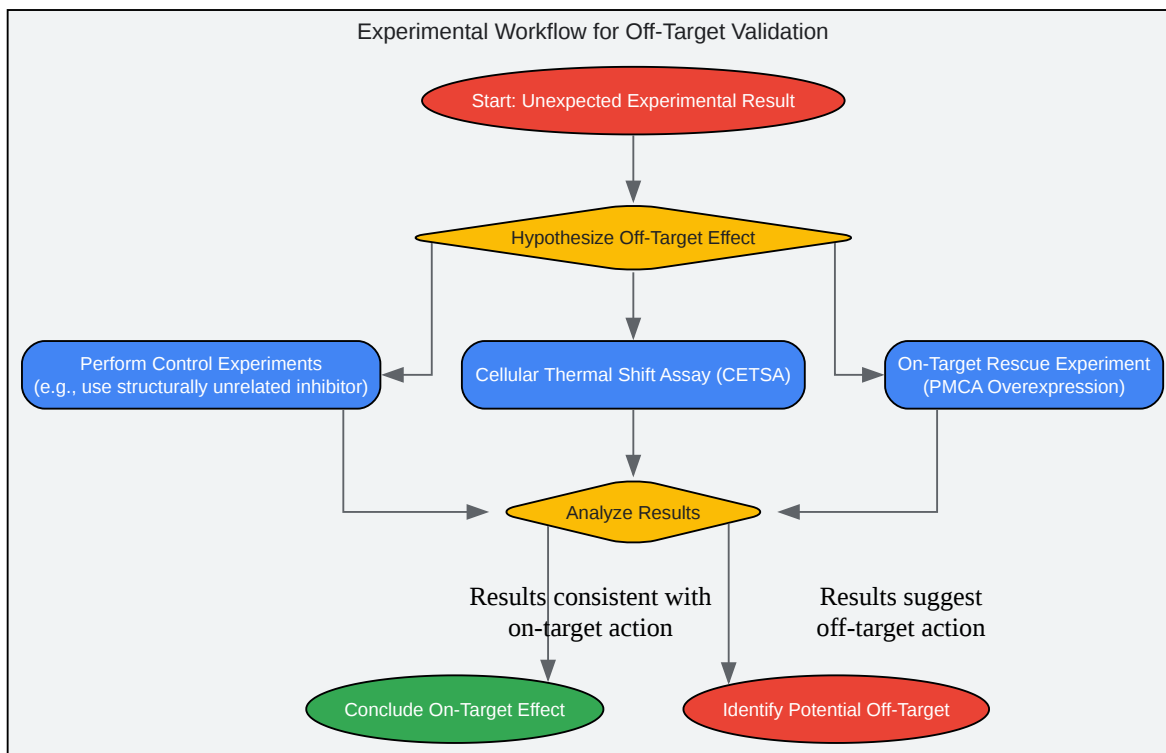 Experimental Workflow for Off-Target Validation
Start: Unexpected Experimental Result
Hypothesize Off-Target Effect
Perform Control Experiments
(e.g., use structurally unrelated inhibitor)
Cellular Thermal Shift Assay (CETSA)
On-Target Rescue Experiment
(PMCA Overexpression)
Analyze Results
Results consistent with
on-target action
Results suggest
off-target action
Conclude On-Target Effect
Identify Potential Off-Target